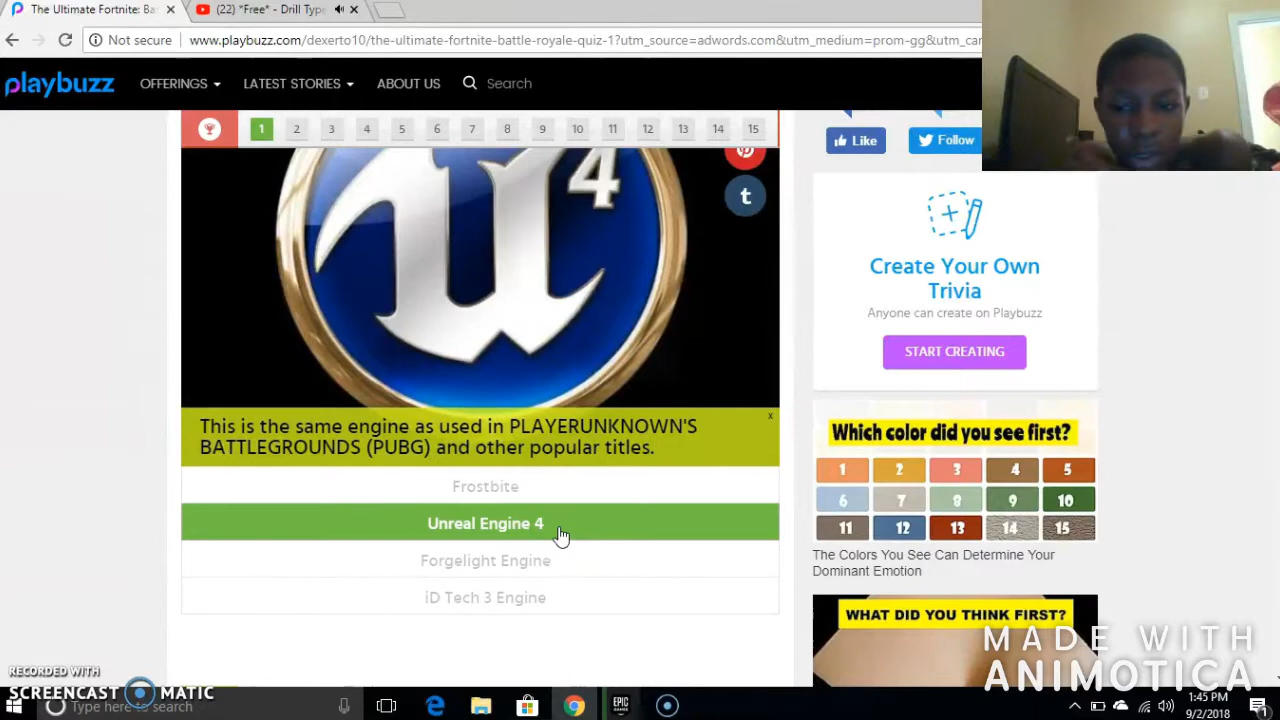 The Ultimate Fortnite: Ba
(22) *Free* - Drill Typ
Not secure
www.playbuzz.com/dexerto10/the-ultimate-fortnite-battle-royale-quiz-1?utm_source=adwords.com&utm_medium=prom-gg&utm_can
playbuzz
OFFERINGS
LATEST STORIES
ABOUT US
Search
1 2 3 4 5 6 7 8 9 10 11 12 13 14 15
Like
Follow
U 4
t
Create Your Own
Trivia
Anyone can create on Playbuzz
START CREATING
This is the same engine as used in PLAYERUNKNOWN'S
BATTLEGROUNDS (PUBG) and other popular titles.
x
Frostbite
Unreal Engine 4
Forgelight Engine
iD Tech 3 Engine
Which color did you see first?
1 2 3 4 5
6 7 8 9 10
11 12 13 14 15
The Colors You See Can Determine Your
Dominant Emotion
WHAT DID YOU THINK FIRST?
MADE WITH
ANIMOTICA
RECORDED WITH
SCREENCAST MATIC
Type here to search
EPIC
GAMES
1:45 PM
9/2/2018
1